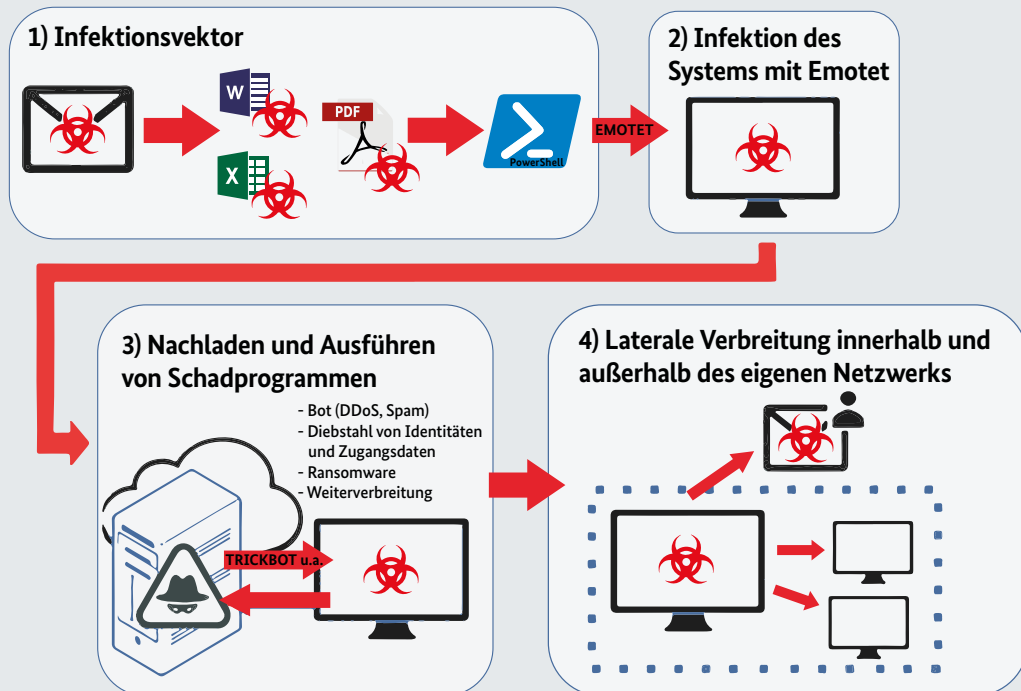 1) Infektionsvektor
W
X
PDF
PowerShell
EMOTET
2) Infektion des
Systems mit Emotet
3) Nachladen und Ausführen
von Schadprogrammen
- Bot (DDoS, Spam)
- Diebstahl von Identitäten
und Zugangsdaten
- Ransomware
- Weiterverbreitung
TRICKBOT u.a.
4) Laterale Verbreitung innerhalb und
außerhalb des eigenen Netzwerks